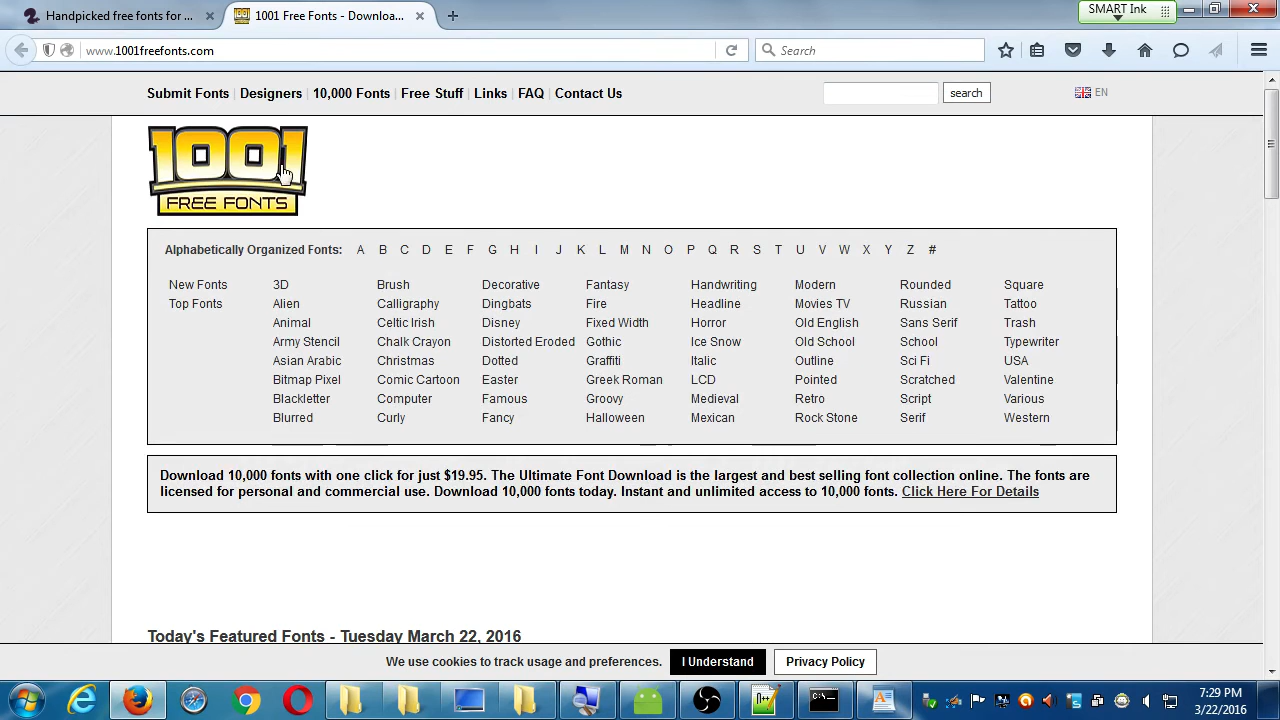 Handpicked free fonts for ...
1001 Free Fonts - Downloa...
SMART Ink
www.1001freefonts.com
Search
Submit Fonts
Designers
10,000 Fonts
Free Stuff
Links
FAQ
Contact Us
search
EN
1001
FREE FONTS
Alphabetically Organized Fonts: A B C D E F G H I J K L M N O P Q R S T U V W X Y Z #
New Fonts 3D Brush Decorative Fantasy Handwriting Modern Rounded Square
Top Fonts Alien Calligraphy Dingbats Fire Headline Movies TV Russian Tattoo
Animal Celtic Irish Disney Fixed Width Horror Old English Sans Serif Trash
Army Stencil Chalk Crayon Distorted Eroded Gothic Ice Snow Old School School Typewriter
Asian Arabic Christmas Dotted Graffiti Italic Outline Sci Fi USA
Bitmap Pixel Comic Cartoon Easter Greek Roman LCD Pointed Scratched Valentine
Blackletter Computer Famous Groovy Medieval Retro Script Various
Blurred Curly Fancy Halloween Mexican Rock Stone Serif Western
Download 10,000 fonts with one click for just $19.95. The Ultimate Font Download is the largest and best selling font collection online. The fonts are
licensed for personal and commercial use. Download 10,000 fonts today. Instant and unlimited access to 10,000 fonts. Click Here For Details
Today's Featured Fonts - Tuesday March 22, 2016
We use cookies to track usage and preferences. I Understand Privacy Policy
7:29 PM
3/22/2016